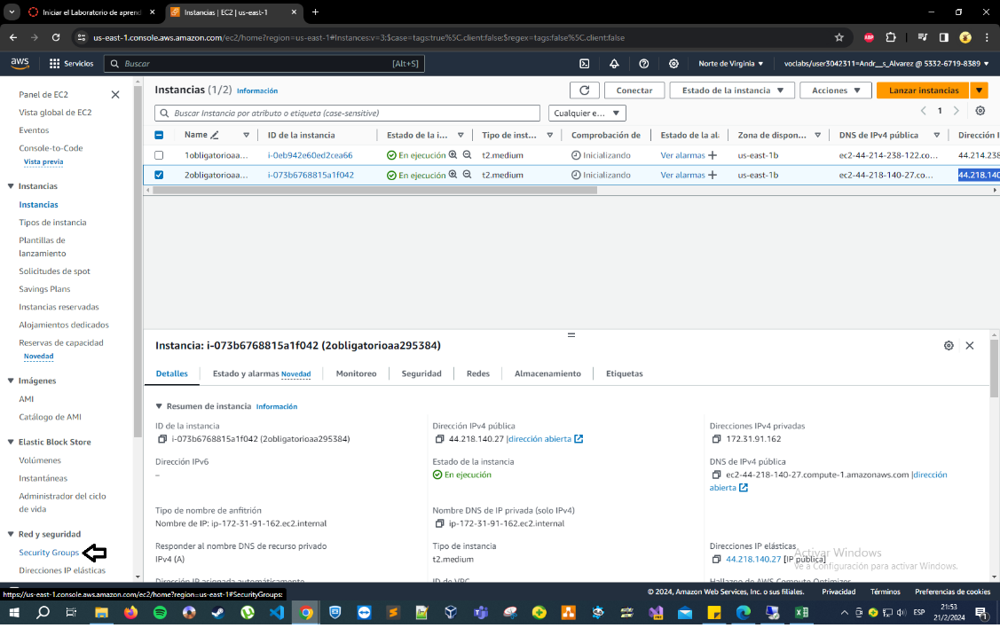 Iniciar el Laboratorio de aprend
Instancias | EC2 | us-east-1
us-east-1.console.aws.amazon.com/ec2/home?region=us-east-1#Instances:v=3;$case=tags:true%5C,client:false;$regex=tags:false%5C,client:false
aws
Servicios
Buscar
[Alt+S]
Norte de Virginia
voclabs/user3042311=Andr__s_Alvarez @ 5332-6719-8389
Panel de EC2
Vista global de EC2
Eventos
Console-to-Code
Vista previa
Instancias
Instancias
Tipos de instancia
Plantillas de
lanzamiento
Solicitudes de spot
Savings Plans
Instancias reservadas
Alojamientos dedicados
Reservas de capacidad
Novedad
Imágenes
AMI
Catálogo de AMI
Elastic Block Store
Volúmenes
Instantáneas
Administrador del ciclo
de vida
Red y seguridad
Security Groups
Direcciones IP elásticas
Instancias (1/2) Información
Conectar
Estado de la instancia
Acciones
Lanzar instancias
Buscar Instancia por atributo o etiqueta (case-sensitive)
Cualquier e...
1
Name ID de la instancia Estado de la i... Tipo de inst... Comprobación de Estado de la al Zona de dispon... DNS de IPv4 pública Dirección I
1obligatorioaa... i-0eb942e60ed2cea66 En ejecución t2.medium Inicializando Ver alarmas + us-east-1b ec2-44-214-238-122.co... 44.214.238
2obligatorioaa... i-073b6768815a1f042 En ejecución t2.medium Inicializando Ver alarmas + us-east-1b ec2-44-218-140-27.co... 44.218.140
Instancia: i-073b6768815a1f042 (2obligatorioaa295384)
Detalles Estado y alarmas Novedad Monitoreo Seguridad Redes Almacenamiento Etiquetas
Resumen de instancia Información
ID de la instancia
i-073b6768815a1f042 (2obligatorioaa295384)
Dirección IPv4 pública
44.218.140.27 |dirección abierta
Direcciones IPv4 privadas
172.31.91.162
Dirección IPv6
–
Estado de la instancia
En ejecución
DNS de IPv4 pública
ec2-44-218-140-27.compute-1.amazonaws.com |dirección
abierta
Tipo de nombre de anfitrión
Nombre de IP: ip-172-31-91-162.ec2.internal
Nombre DNS de IP privada (solo IPv4)
ip-172-31-91-162.ec2.internal
Responder al nombre DNS de recurso privado
IPv4 (A)
Tipo de instancia
t2.medium
Direcciones IP elásticas
44.218.140.27 [IP pública]
Activar Windows
Ve a Configuración para activar Windows.
Dirección IP asignada automáticamente
ID de VPC
Hallazgo de AWS Compute Optimizer
https://us-east-1.console.aws.amazon.com/ec2/home?region=us-east-1#SecurityGroups:
© 2024, Amazon Web Services, Inc. o sus filiales.
Privacidad
Términos
Preferencias de cookies
ESP
21:53
21/2/2024
1